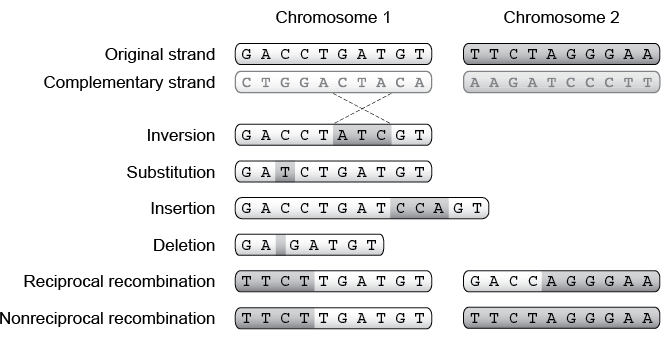 Chromosome 1 Chromosome 2
Original strand G A C C T G A T G T T T C T A G G G A A
Complementary strand C T G G A C T A C A A A G A T C C C T T
Inversion G A C C T A T C G T
Substitution G A T C T G A T G T
Insertion G A C C T G A T C C A G T
Deletion G A G A T G T
Reciprocal recombination T T C T T G A T G T G A C C A G G G A A
Nonreciprocal recombination T T C T T G A T G T T T C T A G G G A A